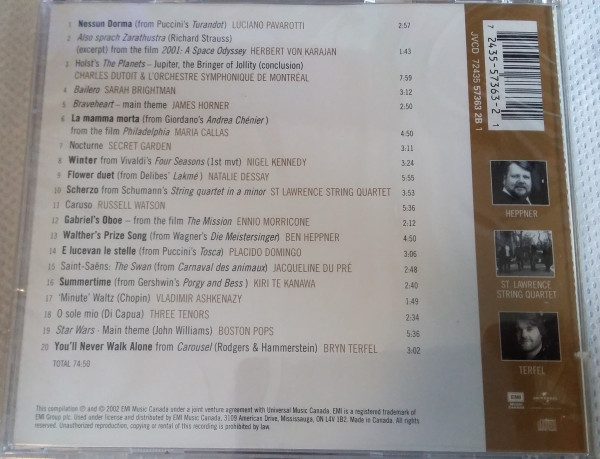 1 Nessun Dorma (from Puccini's Turandot) LUCIANO PAVAROTTI 2:57
2 Also sprach Zarathustra (Richard Strauss)
(excerpt) from the film 2001: A Space Odyssey HERBERT VON KARAJAN 1:43
3 Holst's The Planets – Jupiter, the Bringer of Jollity (conclusion)
CHARLES DUTOIT & L'ORCHESTRE SYMPHONIQUE DE MONTRÉAL 7:59
4 Bailero SARAH BRIGHTMAN 3:12
5 Braveheart – main theme JAMES HORNER 2:50
6 La mamma morta (from Giordano's Andrea Chénier)
from the film Philadelphia MARIA CALLAS 4:50
7 Nocturne SECRET GARDEN 3:11
8 Winter from Vivaldi's Four Seasons (1st mvt) NIGEL KENNEDY 3:24
9 Flower duet (from Delibes' Lakmé) NATALIE DESSAY 5:55
10 Scherzo from Schumann's String quartet in a minor ST LAWRENCE STRING QUARTET 3:53
11 Caruso RUSSELL WATSON 5:36
12 Gabriel's Oboe – from the film The Mission ENNIO MORRICONE 2:12
13 Walther's Prize Song (from Wagner's Die Meistersinger) BEN HEPPNER 4:50
14 E lucevan le stelle (from Puccini's Tosca) PLACIDO DOMINGO 3:06
15 Saint-Saëns: The Swan (from Carnaval des animaux) JACQUELINE DU PRÉ 2:48
16 Summertime (from Gershwin's Porgy and Bess) KIRI TE KANAWA 2:40
17 'Minute' Waltz (Chopin) VLADIMIR ASHKENAZY 1:49
18 O sole mio (Di Capua) THREE TENORS 2:34
19 Star Wars - Main theme (John Williams) BOSTON POPS 5:36
20 You'll Never Walk Alone from Carousel (Rodgers & Hammerstein) BRYN TERFEL 3:02
TOTAL 74:50
This compilation ℗ and © 2002 EMI Music Canada under a joint venture agreement with Universal Music Canada. EMI is a registered trademark of
EMI Group plc. Used under license and distributed by EMI Music Canada, 3109 American Drive, Mississauga, ON L4V 1B2. Made in Canada. All rights reserved.
Unauthorized reproduction, copying or rental of this recording is prohibited by law.
7 2435-57363-2 1
JVCD 72435 57363 2B 1
HEPPNER
ST. LAWRENCE
STRING QUARTET
TERFEL
EMI